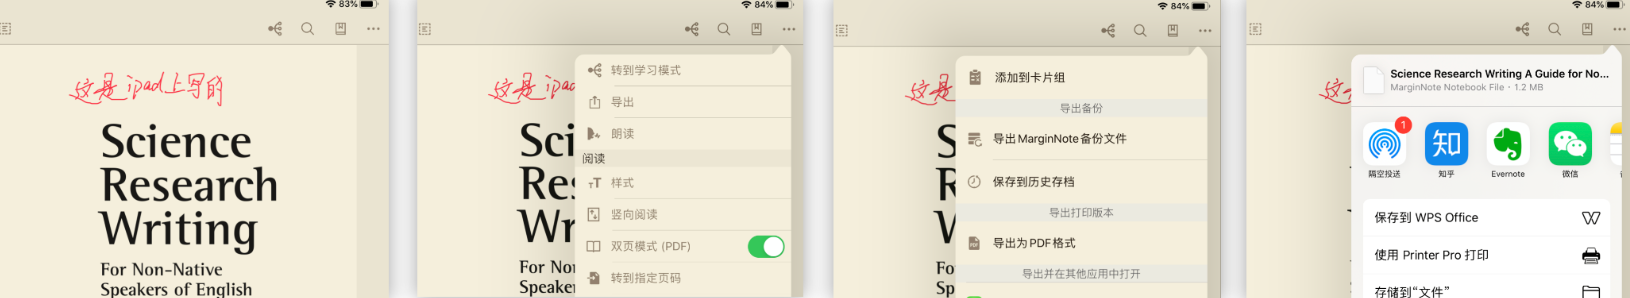 83%
这是ipad上写的
Science
Research
Writing
For Non-Native
Speakers of English
84%
这是ipad
Sci
Res
Wr
For No
Speake
转到学习模式
导出
朗读
阅读
样式
竖向阅读
双页模式 (PDF)
转到指定页码
84%
这是
S
R
W
Fo
Sp
添加到卡片组
导出备份
导出MarginNote备份文件
保存到历史存档
导出打印版本
导出为PDF格式
导出并在其他应用中打开
84%
这
Science Research Writing A Guide for No...
MarginNote Notebook File · 1.2 MB
1
知
隔空投送
知乎
Evernote
微信
保存到 WPS Office
使用 Printer Pro 打印
存储到“文件”